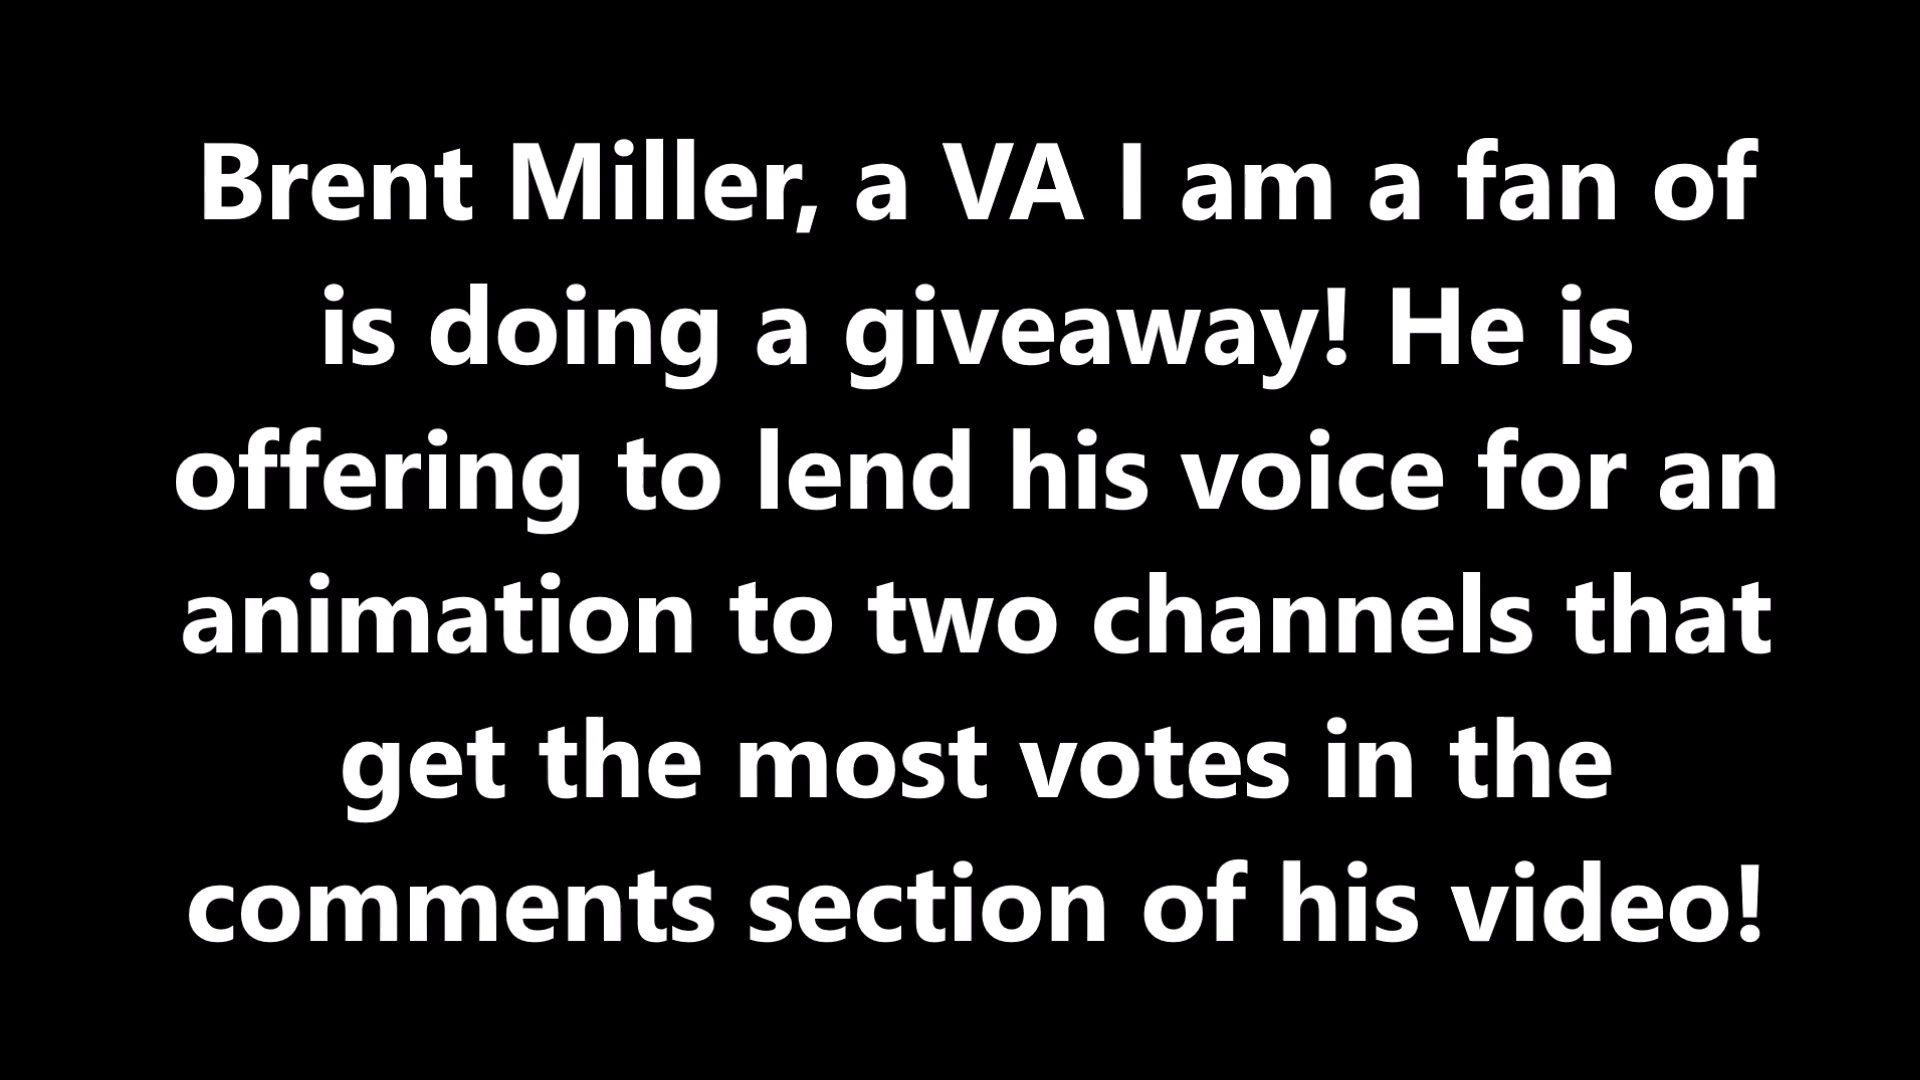 Brent Miller, a VA I am a fan of
is doing a giveaway! He is
offering to lend his voice for an
animation to two channels that
get the most votes in the
comments section of his video!